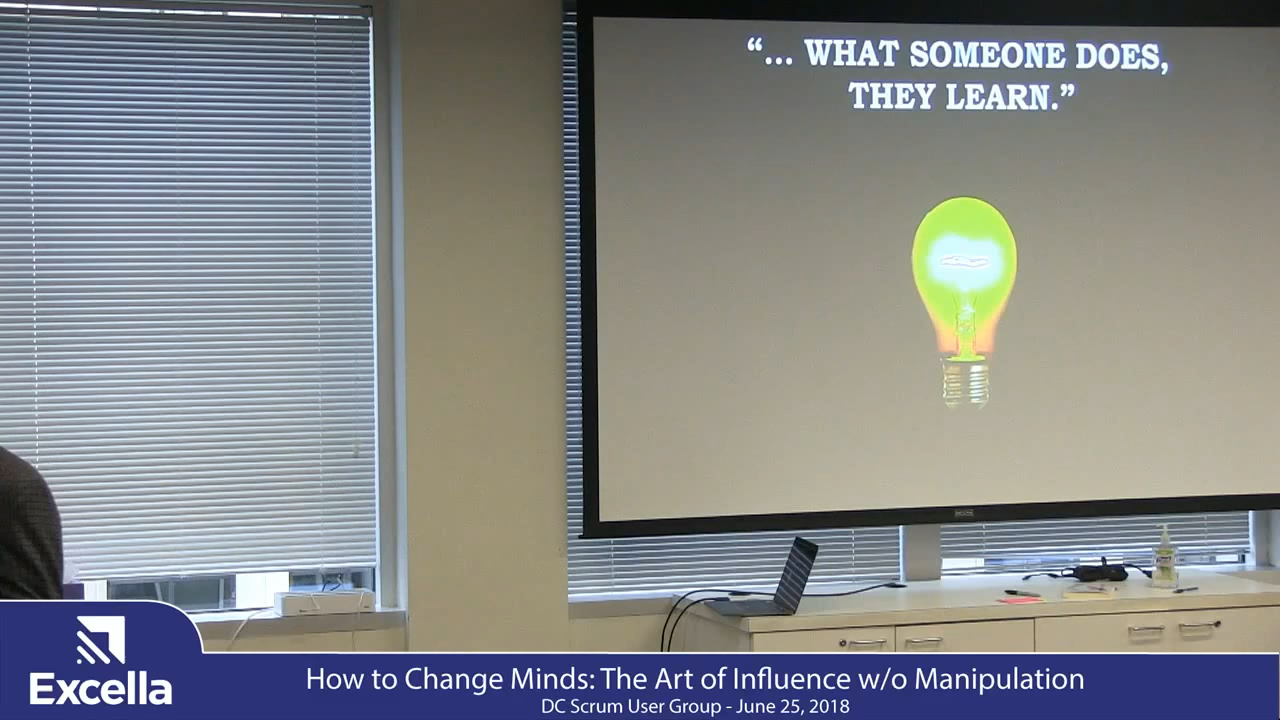 “... WHAT SOMEONE DOES,
THEY LEARN.”
Excella
How to Change Minds: The Art of Influence w/o Manipulation
DC Scrum User Group - June 25, 2018